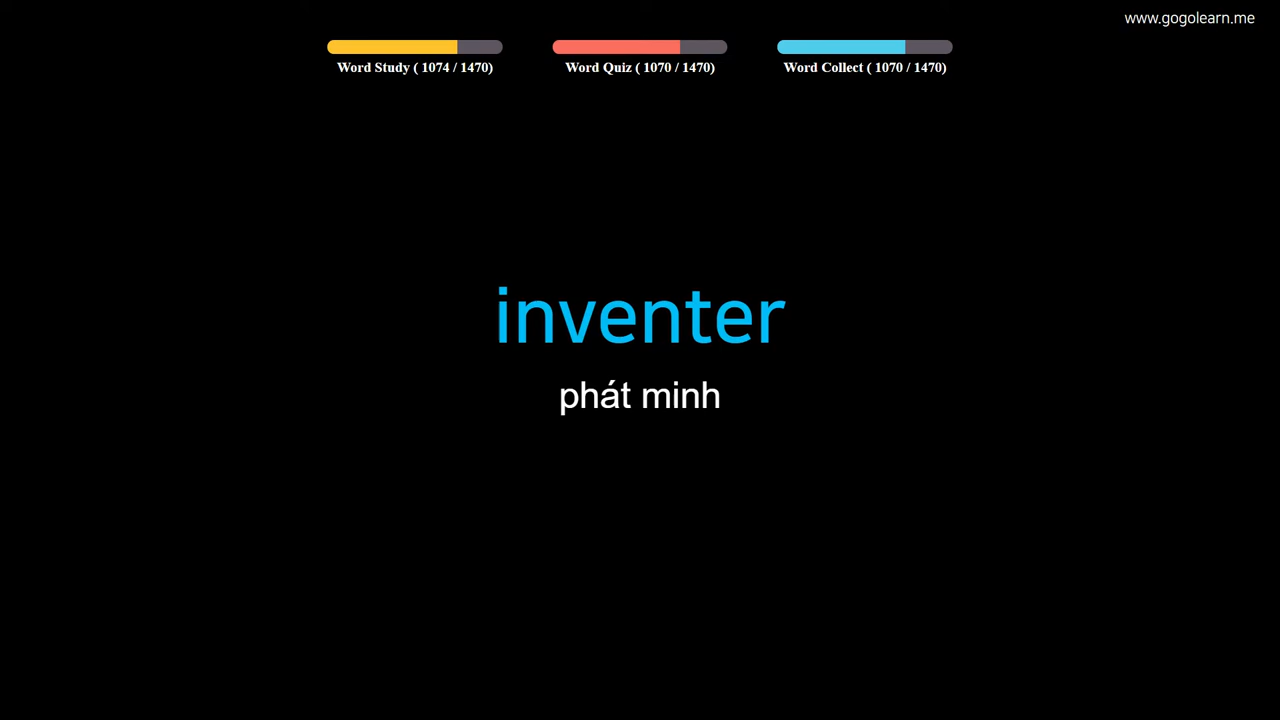 www.gogolearn.me
Word Study ( 1074 / 1470)
Word Quiz ( 1070 / 1470)
Word Collect ( 1070 / 1470)
inventer
phát minh